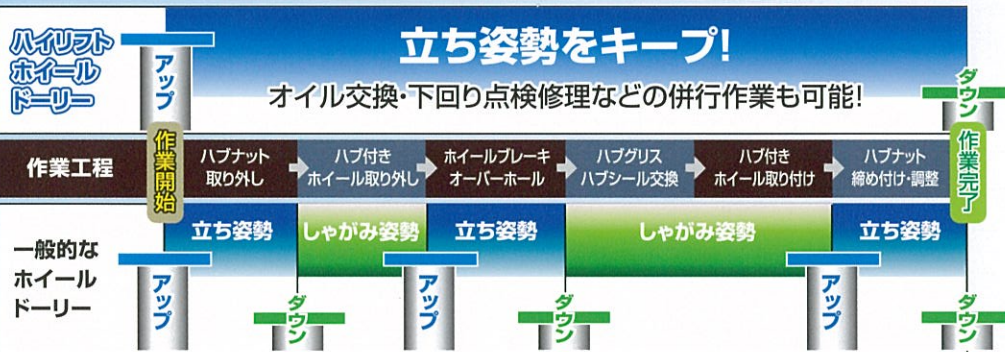 ハイリフト
ホイール
ドーリー
アップ
立ち姿勢をキープ!
オイル交換・下回り点検修理などの併行作業も可能!
ダウン
作業工程
作業開始
ハブナット
取り外し
ハブ付き
ホイール取り外し
ホイールブレーキ
オーバーホール
ハブグリス
ハブシール交換
ハブ付き
ホイール取り付け
ハブナット
締め付け・調整
作業完了
一般的な
ホイール
ドーリー
立ち姿勢
しゃがみ姿勢
立ち姿勢
しゃがみ姿勢
立ち姿勢
アップ
ダウン
アップ
ダウン
アップ
ダウン